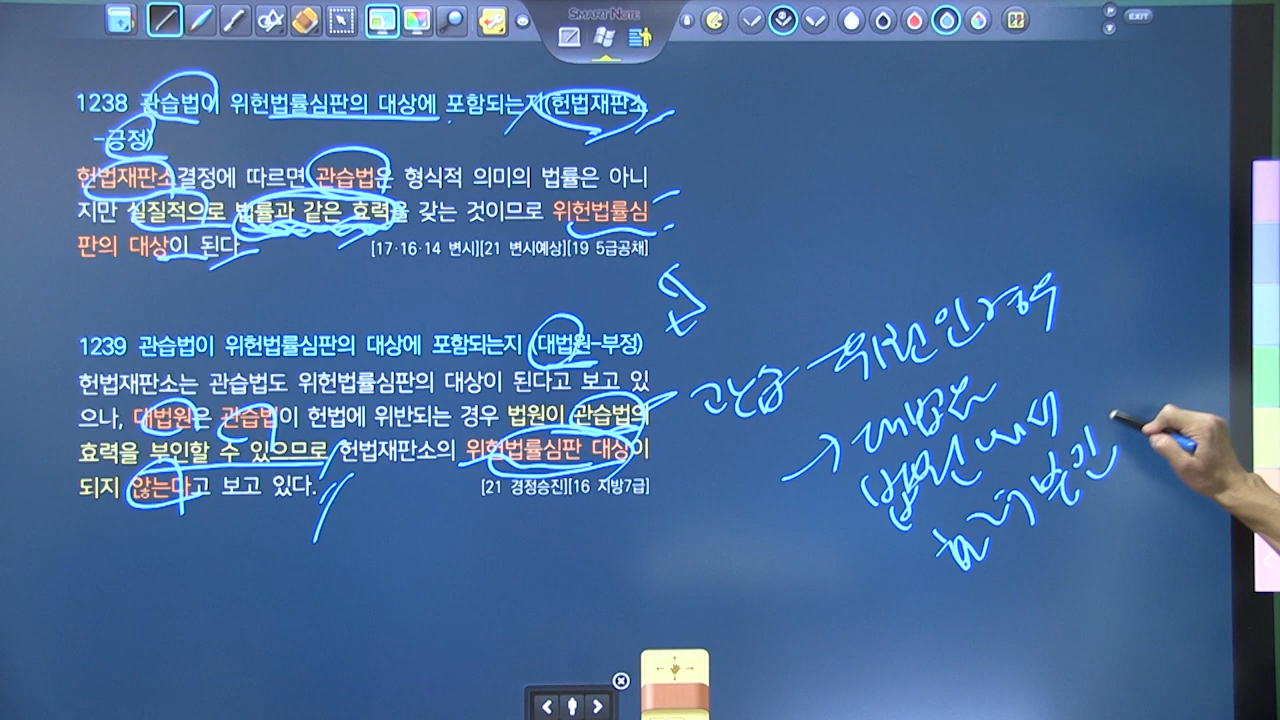 SMART NOTE
EXIT
1238 관습법이 위헌법률심판의 대상에 포함되는지(헌법재판소
-긍정)
헌법재판소결정에 따르면 관습법은 형식적 의미의 법률은 아니
지만 실질적으로 법률과 같은 효력을 갖는 것이므로 위헌법률심
판의 대상이 된다.
[17·16·14 변시][21 변시예상][19 5급공채]
1239 관습법이 위헌법률심판의 대상에 포함되는지 (대법원-부정)
헌법재판소는 관습법도 위헌법률심판의 대상이 된다고 보고 있
으나, 대법원은 관습법이 헌법에 위반되는 경우 법원이 관습법의
효력을 부인할 수 있으므로 헌법재판소의 위헌법률심판 대상이
되지 않는다고 보고 있다.
[21 경정승진][16 지방7급]
관습 위헌인 경우
대법원
법원내에서
효력 부인